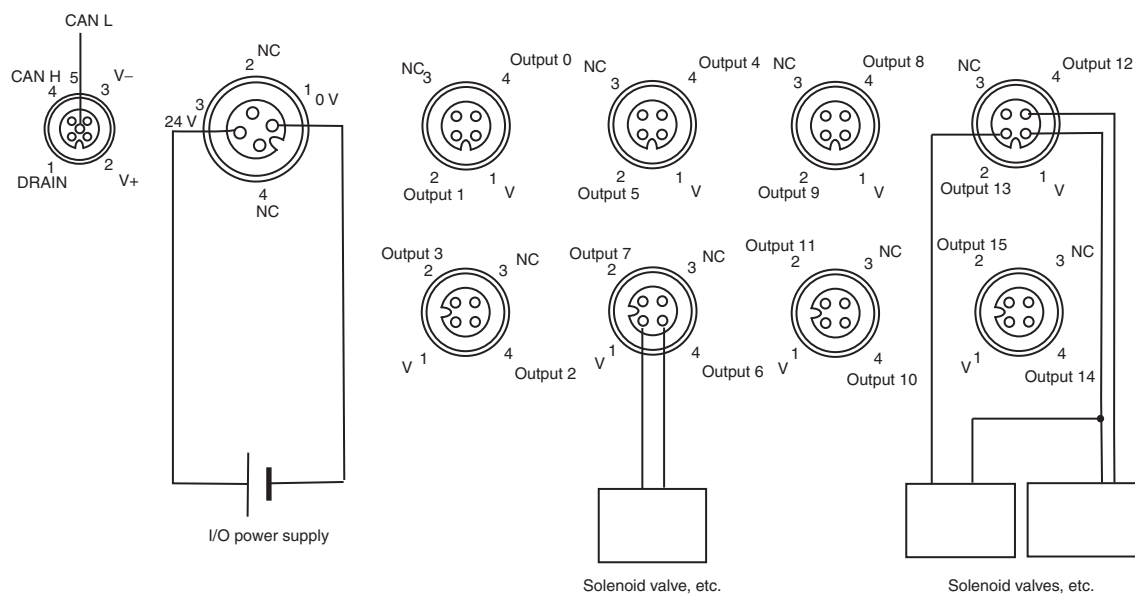 CAN L
CAN H
4
5
3
V–
1
DRAIN
2
V+
NC
2
1
0 V
3
24 V
4
NC
I/O power supply
NC
3
4
Output 0
2
Output 1
1
V
NC
3
4
Output 4
2
Output 5
1
V
NC
3
4
Output 8
2
Output 9
1
V
NC
3
4
Output 12
2
Output 13
1
V
Output 3
2
3
NC
V
1
4
Output 2
Output 7
2
3
NC
V
1
4
Output 6
Output 11
2
3
NC
V
1
4
Output 10
Output 15
2
3
NC
V
1
4
Output 14
Solenoid valve, etc.
Solenoid valves, etc.